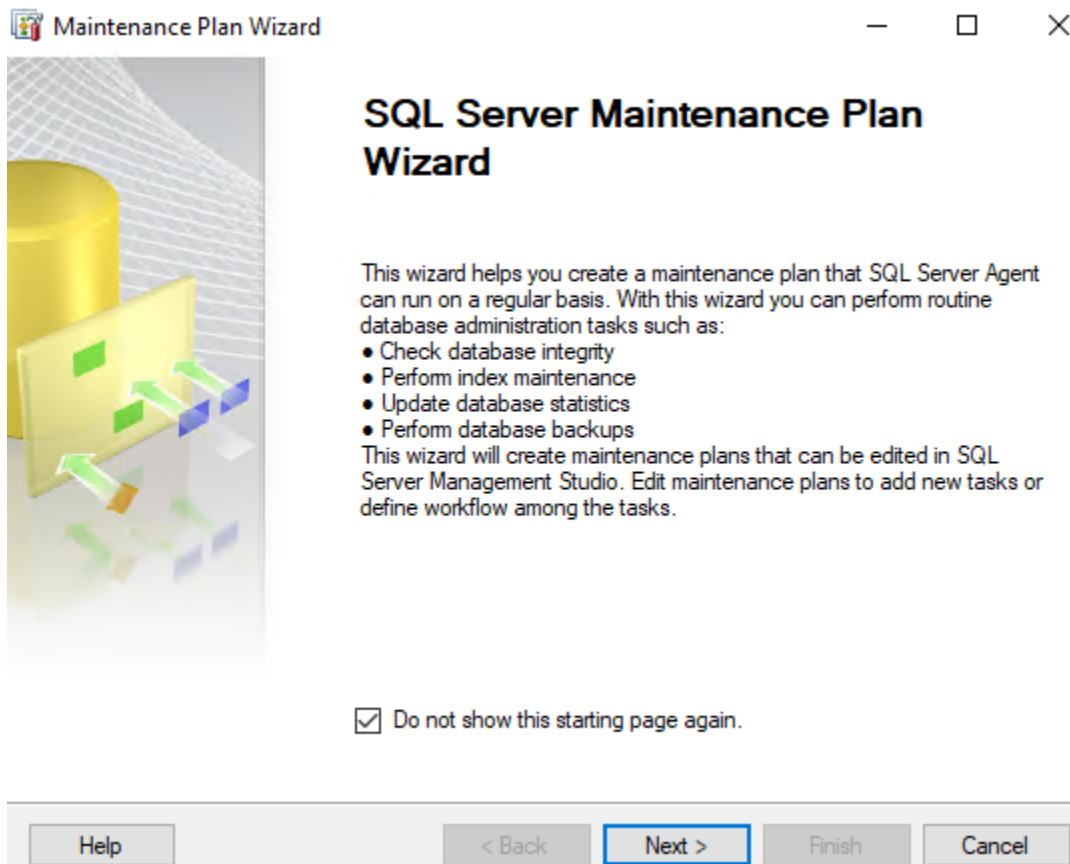 Maintenance Plan Wizard
SQL Server Maintenance Plan
Wizard
This wizard helps you create a maintenance plan that SQL Server Agent
can run on a regular basis. With this wizard you can perform routine
database administration tasks such as:
● Check database integrity
● Perform index maintenance
● Update database statistics
● Perform database backups
This wizard will create maintenance plans that can be edited in SQL
Server Management Studio. Edit maintenance plans to add new tasks or
define workflow among the tasks.
Do not show this starting page again.
Help < Back Next > Finish Cancel